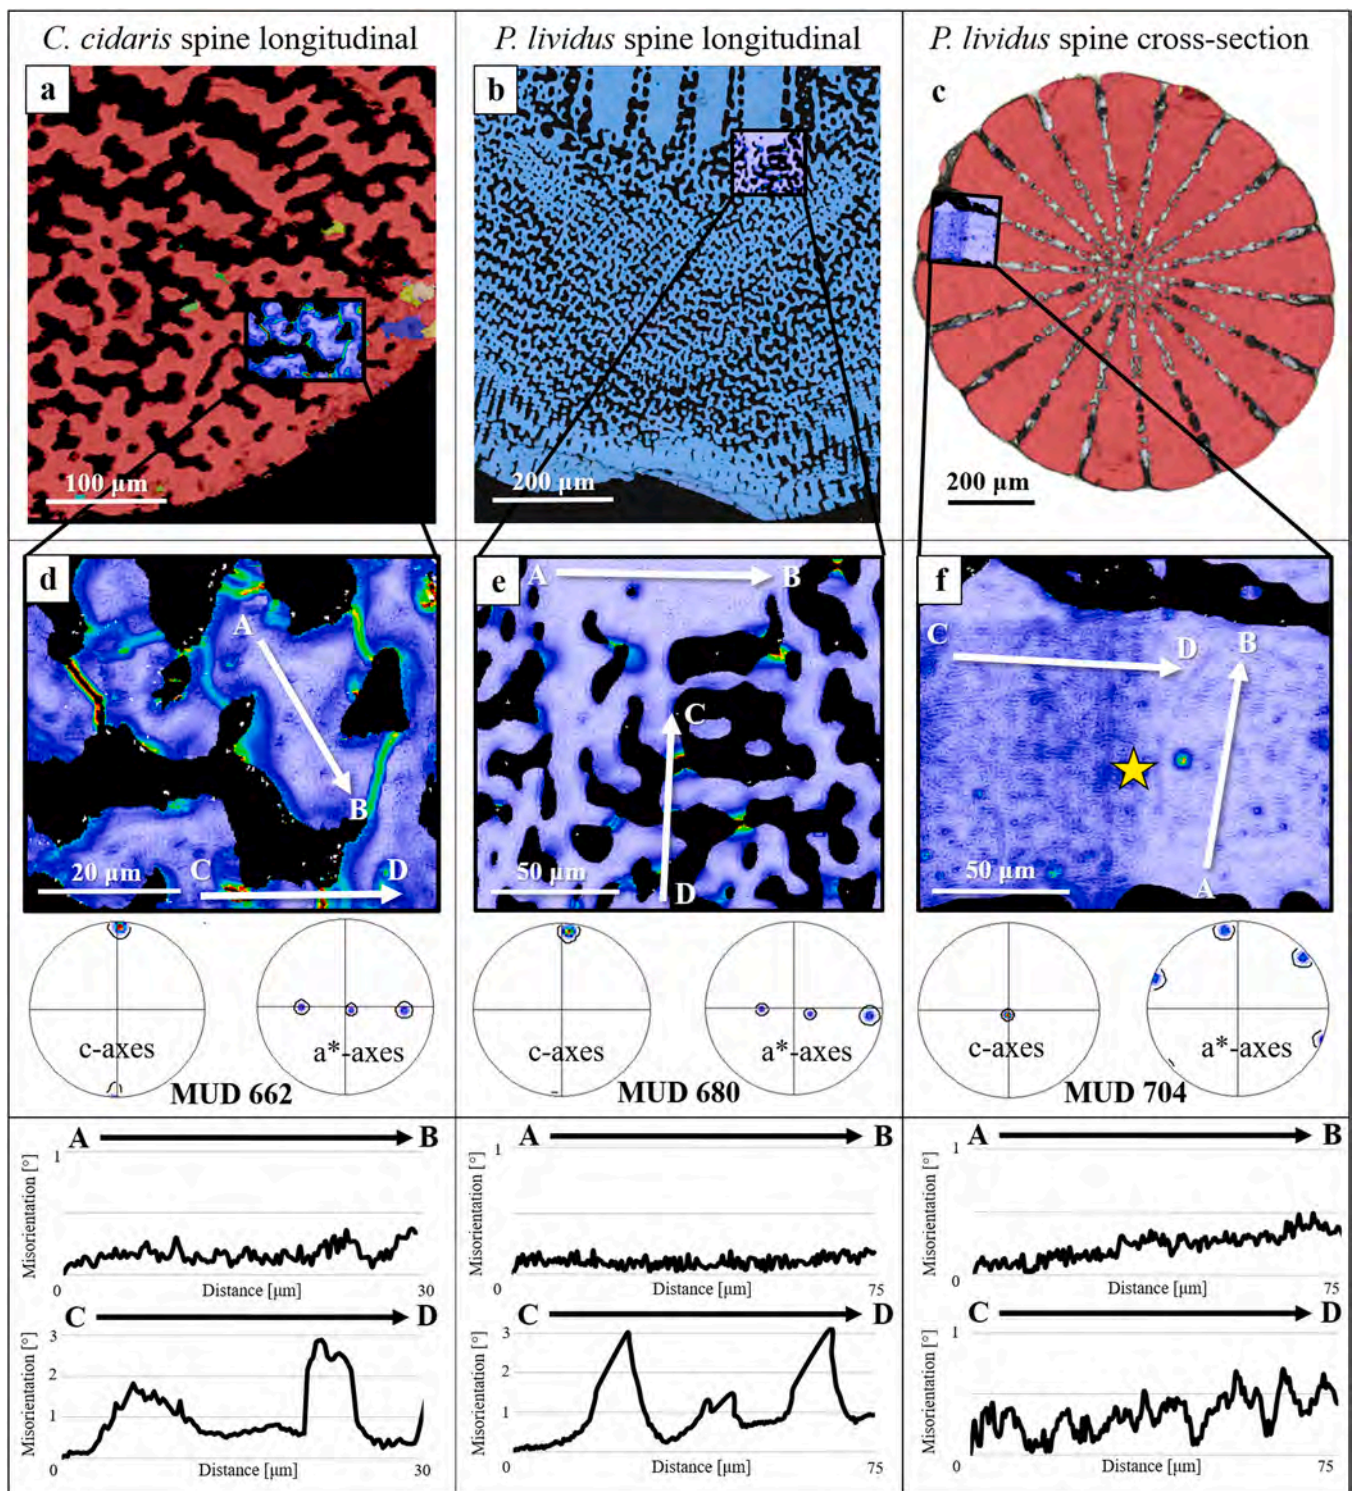 C. cidaris spine longitudinal
P. lividus spine longitudinal
P. lividus spine cross-section
a
b
c
100 µm
200 µm
200 µm
d
e
f
A
B
C
D
20 µm
A
B
C
D
50 µm
C
D
B
A
50 µm
c-axes
a*-axes
MUD 662
c-axes
a*-axes
MUD 680
c-axes
a*-axes
MUD 704
A B
1
Misorientation [°]
0 Distance [µm] 30
A B
1
Misorientation [°]
0 Distance [µm] 75
A B
1
Misorientation [°]
0 Distance [µm] 75
C D
3
2
1
Misorientation [°]
0 Distance [µm] 30
C D
3
2
1
Misorientation [°]
0 Distance [µm] 75
C D
1
Misorientation [°]
0 Distance [µm] 75